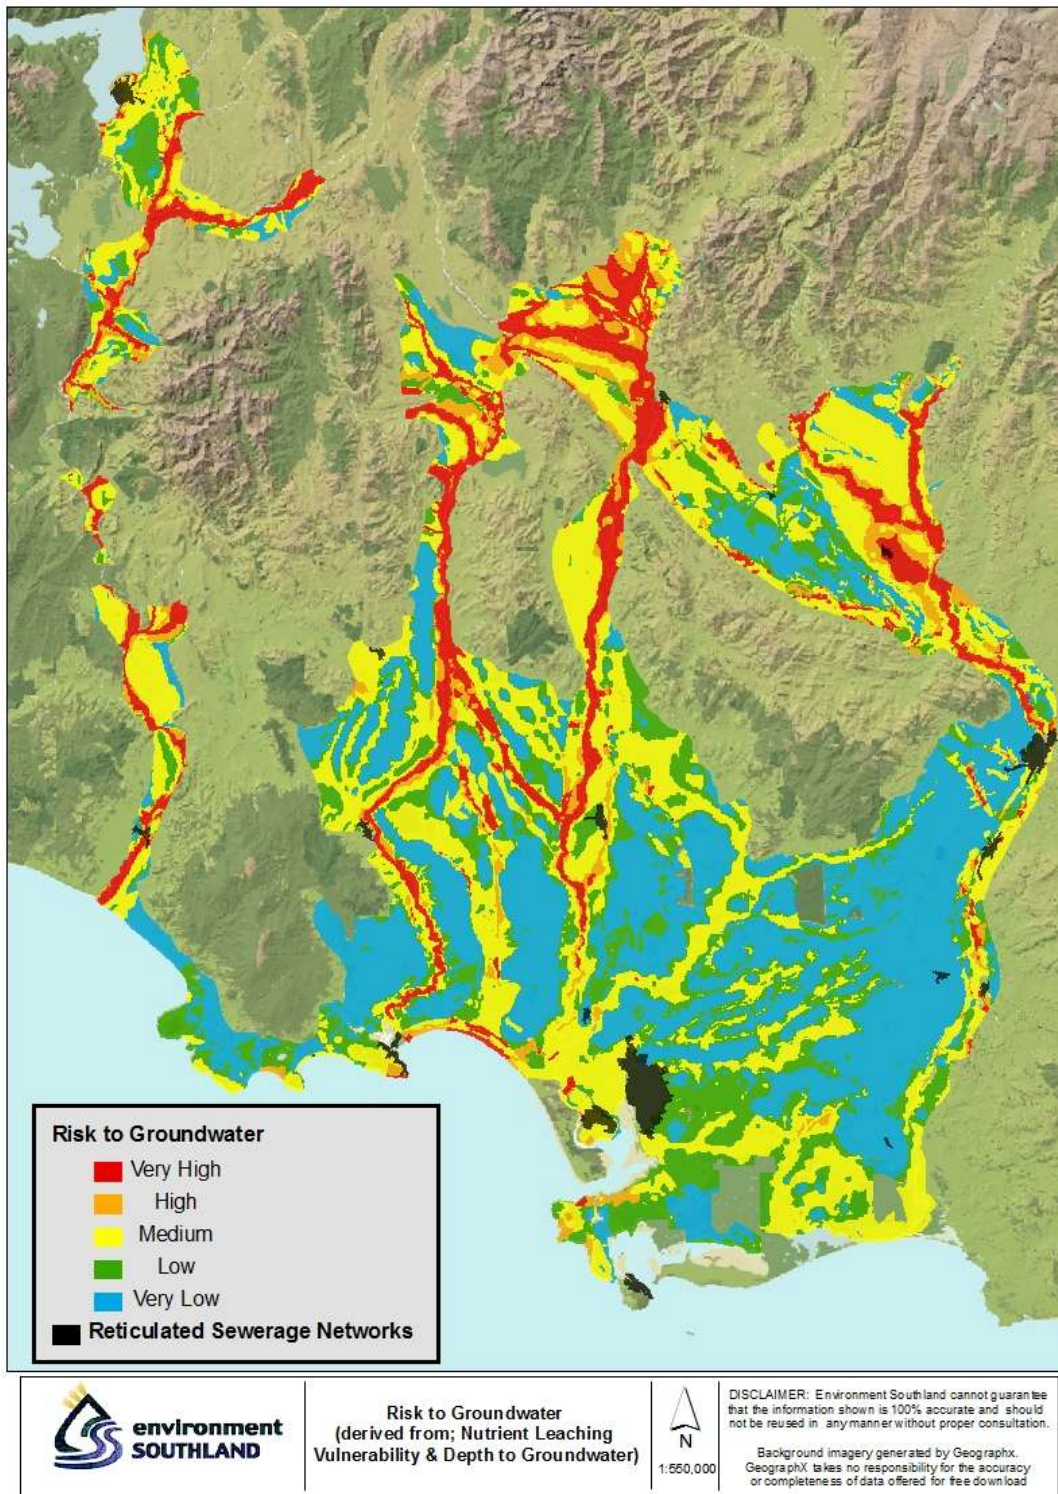 Risk to Groundwater
Very High
High
Medium
Low
Very Low
Reticulated Sewerage Networks
environment
SOUTHLAND
Risk to Groundwater
(derived from; Nutrient Leaching
Vulnerability & Depth to Groundwater)
N
1:550,000
DISCLAIMER: Environment Southland cannot guarantee
that the information shown is 100% accurate and should
not be reused in any manner without proper consultation.
Background imagery generated by Geographx.
GeographX takes no responsibility for the accuracy
or completeness of data offered for free download